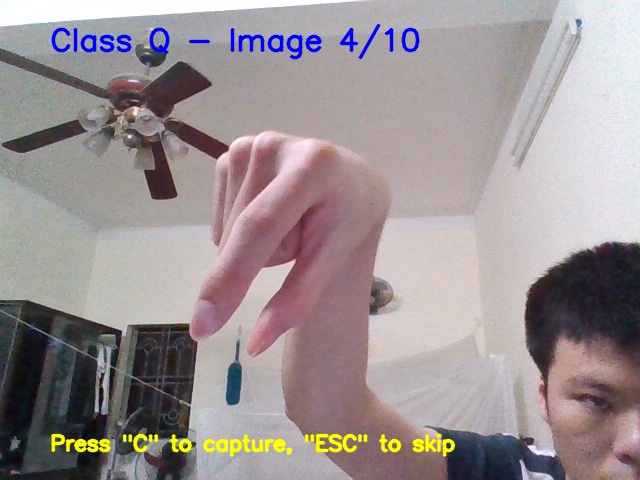 Class Q - Image 4/10
Press "C" to capture, "ESC" to skip